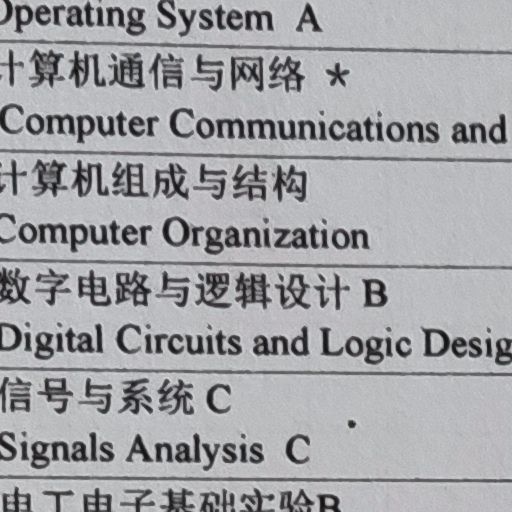 Operating System A
计算机通信与网络 *
Computer Communications and
计算机组成与结构
Computer Organization
数字电路与逻辑设计 B
Digital Circuits and Logic Desig
信号与系统 C
Signals Analysis C
电工电子基础实验B